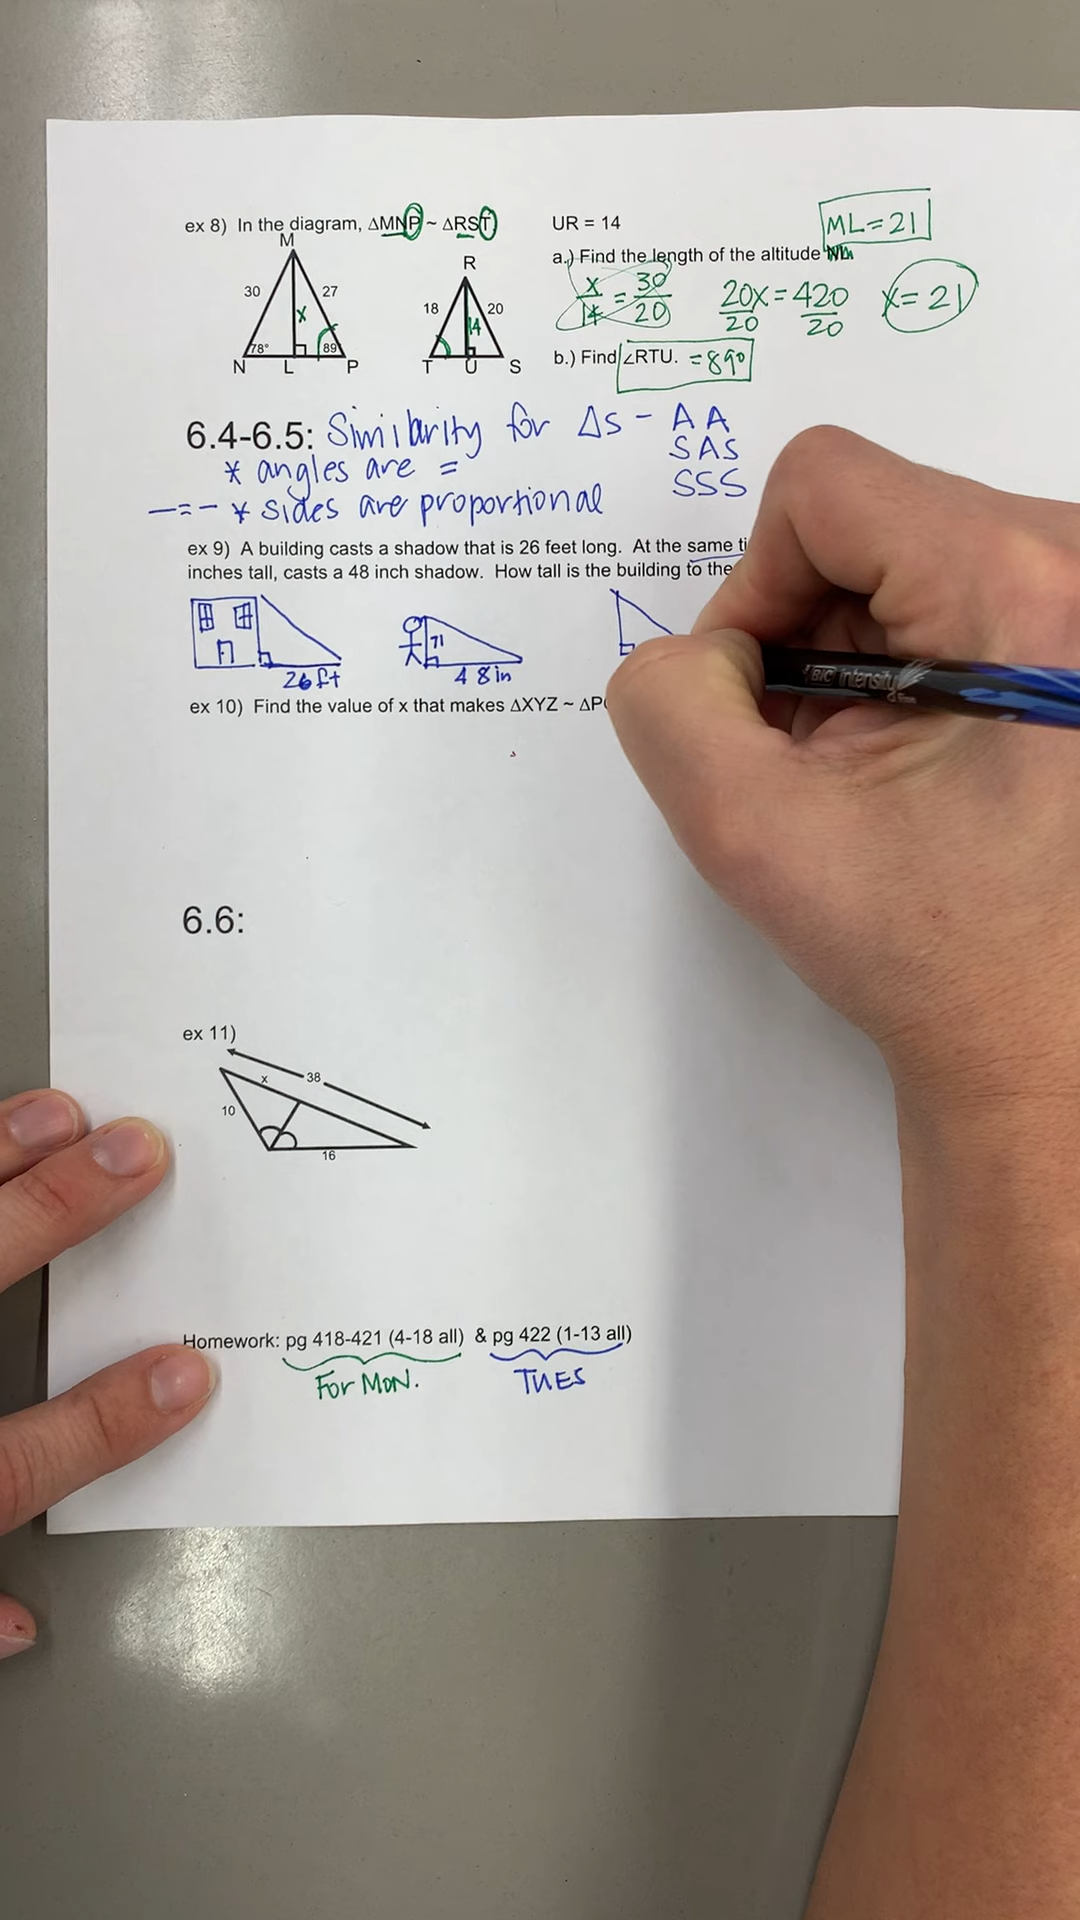 ex 8) In the diagram, ΔMNP ~ ΔRST
UR = 14
ML = 21
a.) Find the length of the altitude
M
30
27
x
78°
89
N
L
P
R
18
20
14
T
U
S
x/14 = 30/20
20x = 420
20 20
x = 21
b.) Find ∠RTU. = 89°
6.4-6.5: Similarity for Δs - AA
SAS
SSS
* angles are =
— = — * sides are proportional
ex 9) A building casts a shadow that is 26 feet long. At the same
inches tall, casts a 48 inch shadow. How tall is the building to the
26 ft
71
48 in
ex 10) Find the value of x that makes ΔXYZ ~
6.6:
ex 11)
x
38
10
16
Homework: pg 418-421 (4-18 all) & pg 422 (1-13 all)
For MON.
TUES
BIC intensity